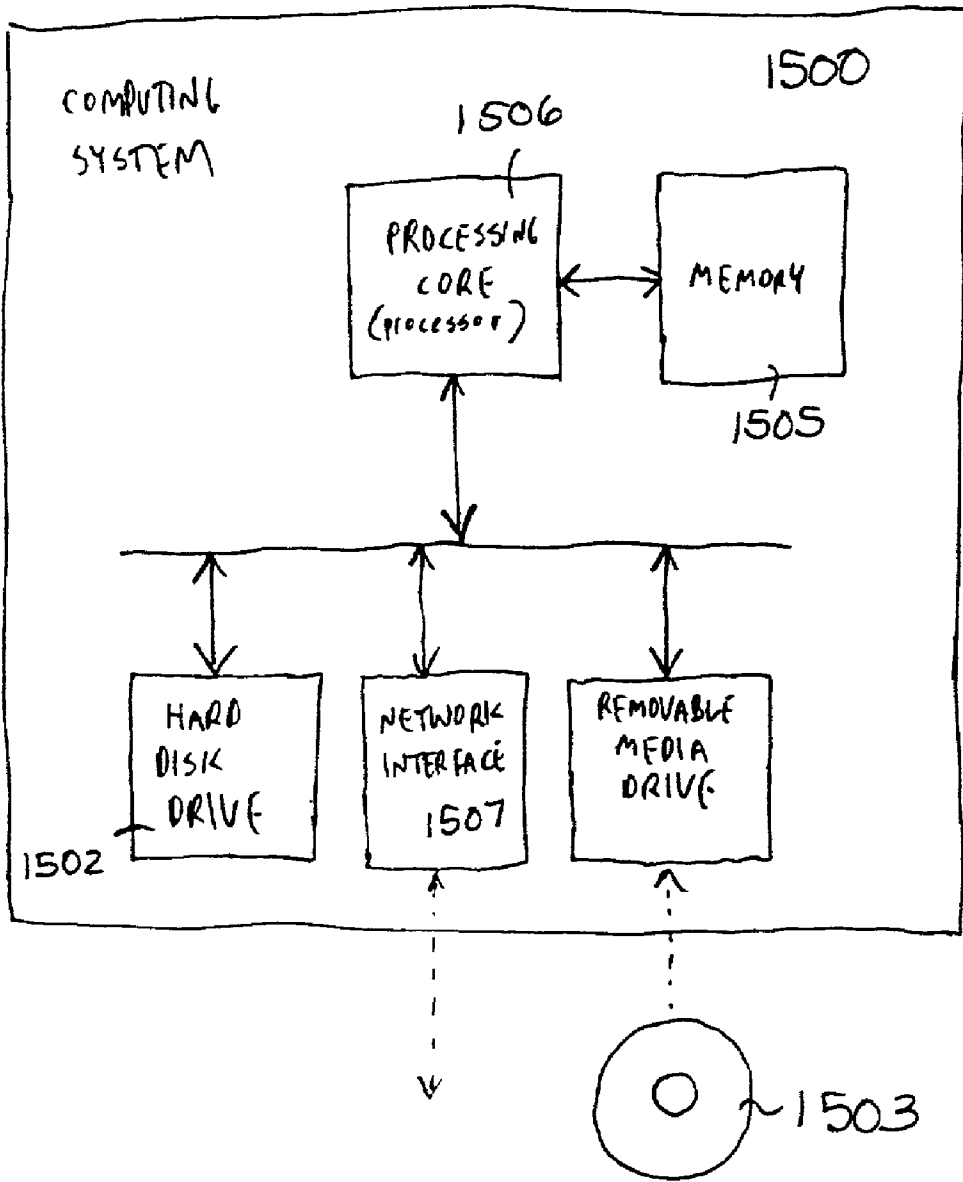 1500
COMPUTING
SYSTEM
1506
PROCESSING
CORE
(processor)
MEMORY
1505
HARD
DISK
DRIVE
1502
NETWORK
INTERFACE
1507
REMOVABLE
MEDIA
DRIVE
1503